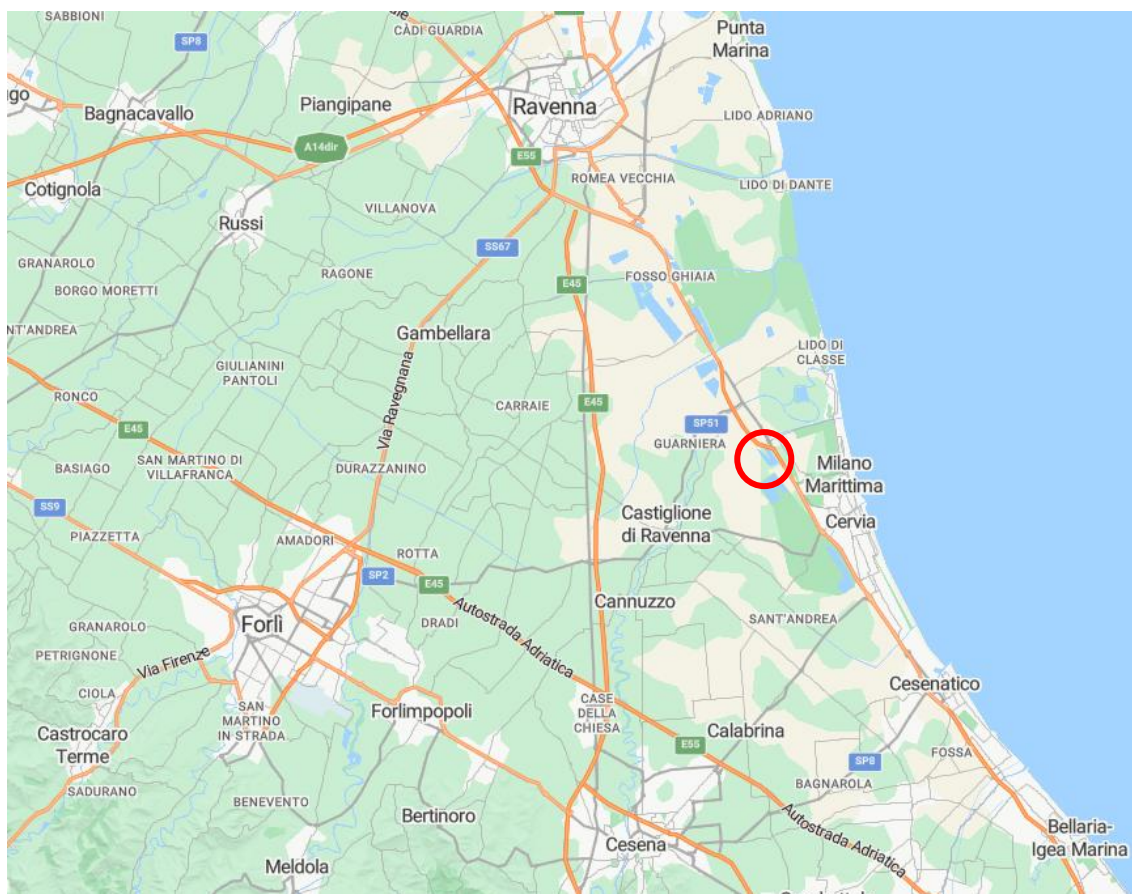 SABBIONI
SP8
CÀDI GUARDIA
Punta
Marina
Bagnacavallo
Piangipane
Ravenna
LIDO ADRIANO
A14dir
E55
Cotignola
ROMEA VECCHIA
LIDO DI DANTE
VILLANOVA
Russi
SS67
GRANAROLO
RAGONE
FOSSO GHIAIA
E45
BORGO MORETTI
NT'ANDREA
Gambellara
LIDO DI
CLASSE
GIULIANINI
PANTOLI
RONCO
Via Ravegnana
CARRAIE
E45
E45
SP51
GUARNIERA
BASIAGO
SAN MARTINO DI
VILLAFRANCA
DURAZZANINO
Milano
Marittima
SS9
Castiglione
di Ravenna
Cervia
PIAZZETTA
AMADORI
ROTTA
SP2
E45
Autostrada Adriatica
Cannuzzo
Forlì
DRADI
SANT'ANDREA
GRANAROLO
PETRIGNONE
Via Firenze
CIOLA
SAN
MARTINO
IN STRADA
Forlimpopoli
CASE
DELLA
CHIESA
Cesenatico
Castrocaro
Terme
Calabrina
E55
FOSSA
SP8
SADURANO
BAGNAROLA
BENEVENTO
Bertinoro
Autostrada Adriatica
Bellaria-
Igea Marina
Cesena
Meldola